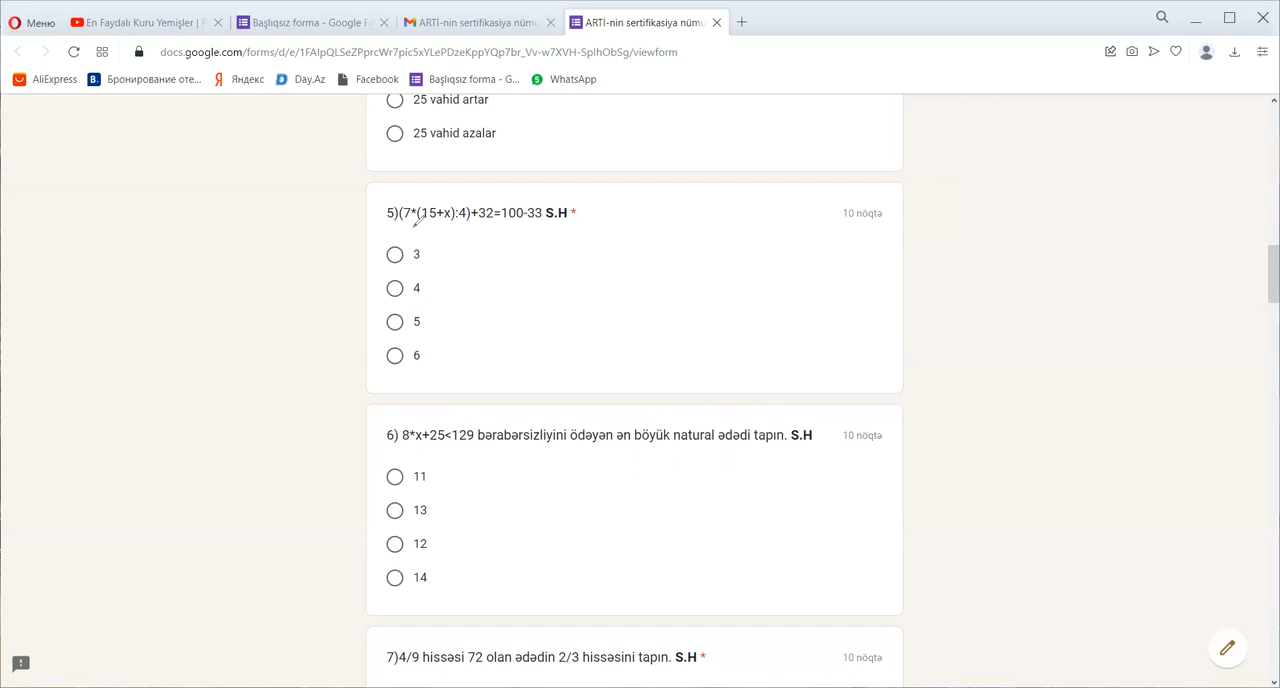 Меню
En Faydalı Kuru Yemişler |
Başlıqsız forma - Google F
ARTİ-nin sertifikasiya nümu
ARTİ-nin sertifikasiya nümu
docs.google.com/forms/d/e/1FAIpQLSeZPprcWr7pic5xYLePDzeKppYQp7br_Vv-w7XVH-SpIhObSg/viewform
AliExpress
B. Бронирование оте...
Я Яндекс
Day.Az
Facebook
Başlıqsız forma - G...
WhatsApp
25 vahid artar
25 vahid azalar
5)(7*(15+x):4)+32=100-33 S.H *
10 nöqtə
3
4
5
6
6) 8*x+25<129 bərabərsizliyini ödəyən ən böyük natural ədədi tapın. S.H
10 nöqtə
11
13
12
14
7)4/9 hissəsi 72 olan ədədin 2/3 hissəsini tapın. S.H *
10 nöqtə